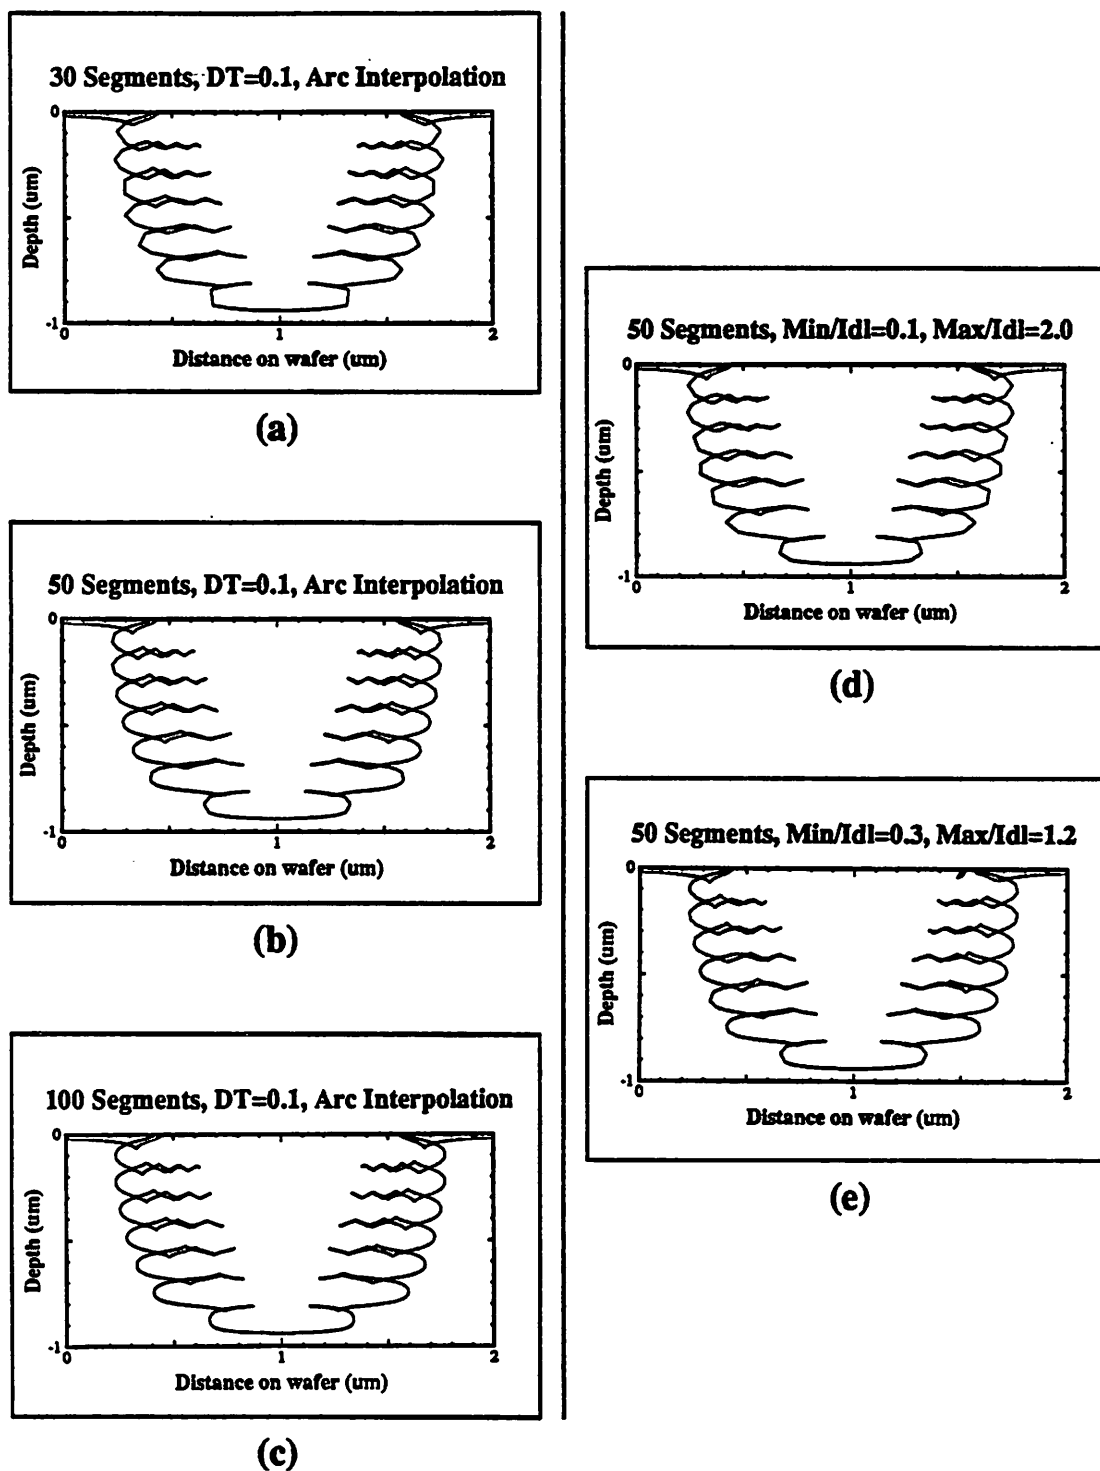 30 Segments, DT=0.1, Arc Interpolation
0
Depth (um)
-1
0
1
2
Distance on wafer (um)
(a)
50 Segments, DT=0.1, Arc Interpolation
0
Depth (um)
-1
0
1
2
Distance on wafer (um)
(b)
100 Segments, DT=0.1, Arc Interpolation
0
Depth (um)
-1
0
1
2
Distance on wafer (um)
(c)
50 Segments, Min/Idl=0.1, Max/Idl=2.0
0
Depth (um)
-1
0
1
2
Distance on wafer (um)
(d)
50 Segments, Min/Idl=0.3, Max/Idl=1.2
0
Depth (um)
-1
0
1
2
Distance on wafer (um)
(e)